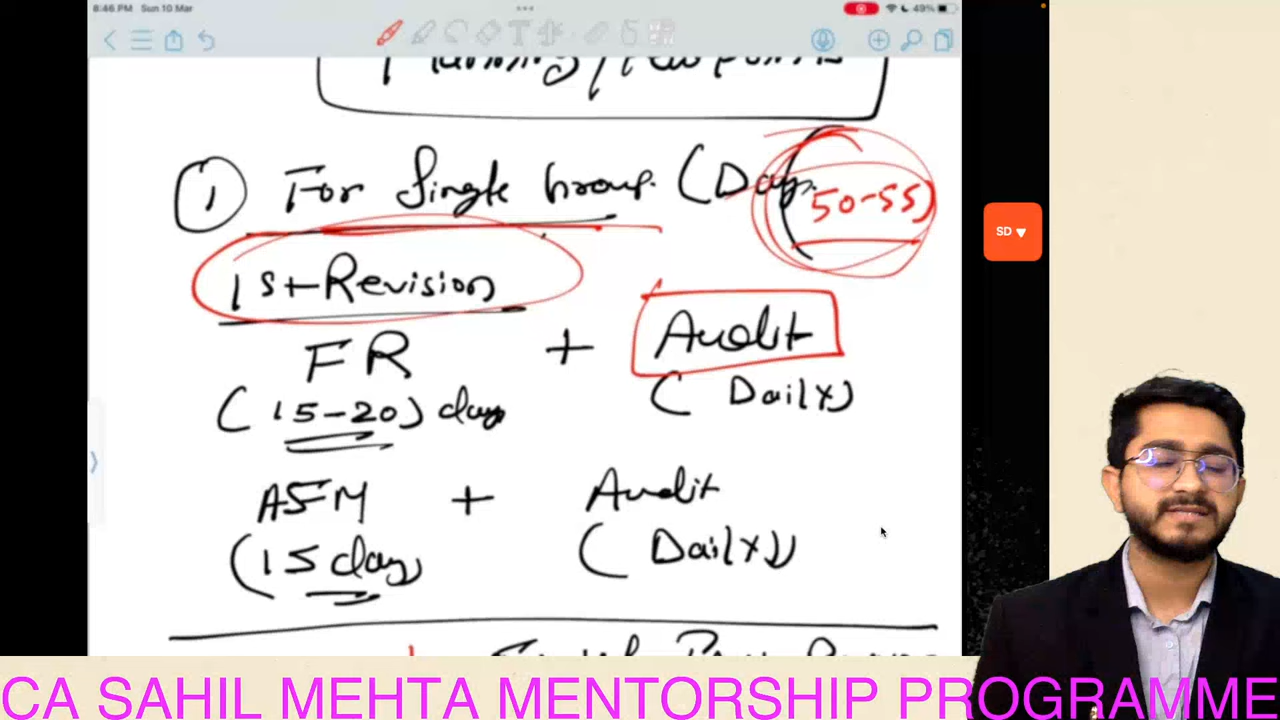 8:46 PM Sun 10 Mar
49%
① For Single Group. (Days (50-55)
1st Revision
FR + Audit
(15-20) days (Daily)
SD ▼
AFM + Audit
(15 days) (Daily)
CA SAHIL MEHTA MENTORSHIP PROGRAMME